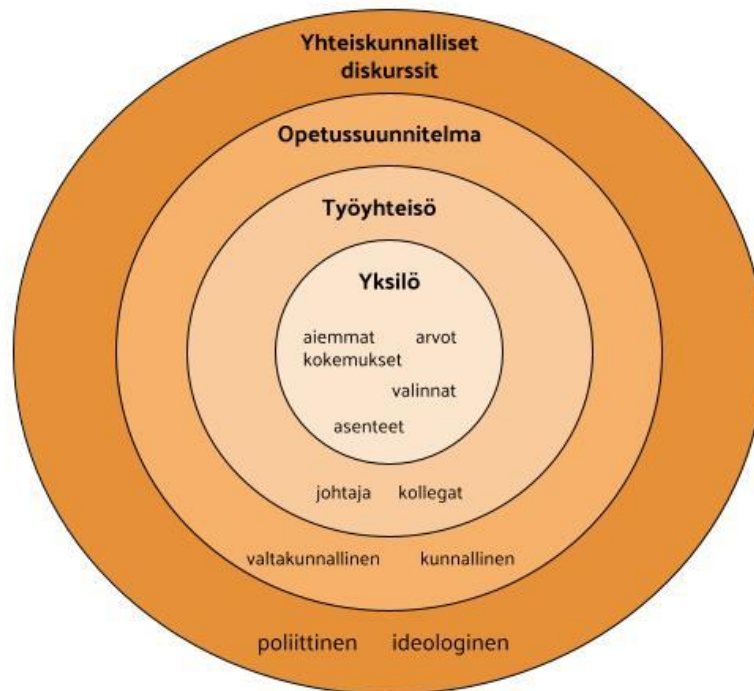 Yhteiskunnalliset
diskurssit
Opetussuunnitelma
Työyhteisö
Yksilö
aiemmat arvot
kokemukset
valinnat
asenteet
johtaja kollegat
valtakunnallinen kunnallinen
poliittinen ideologinen